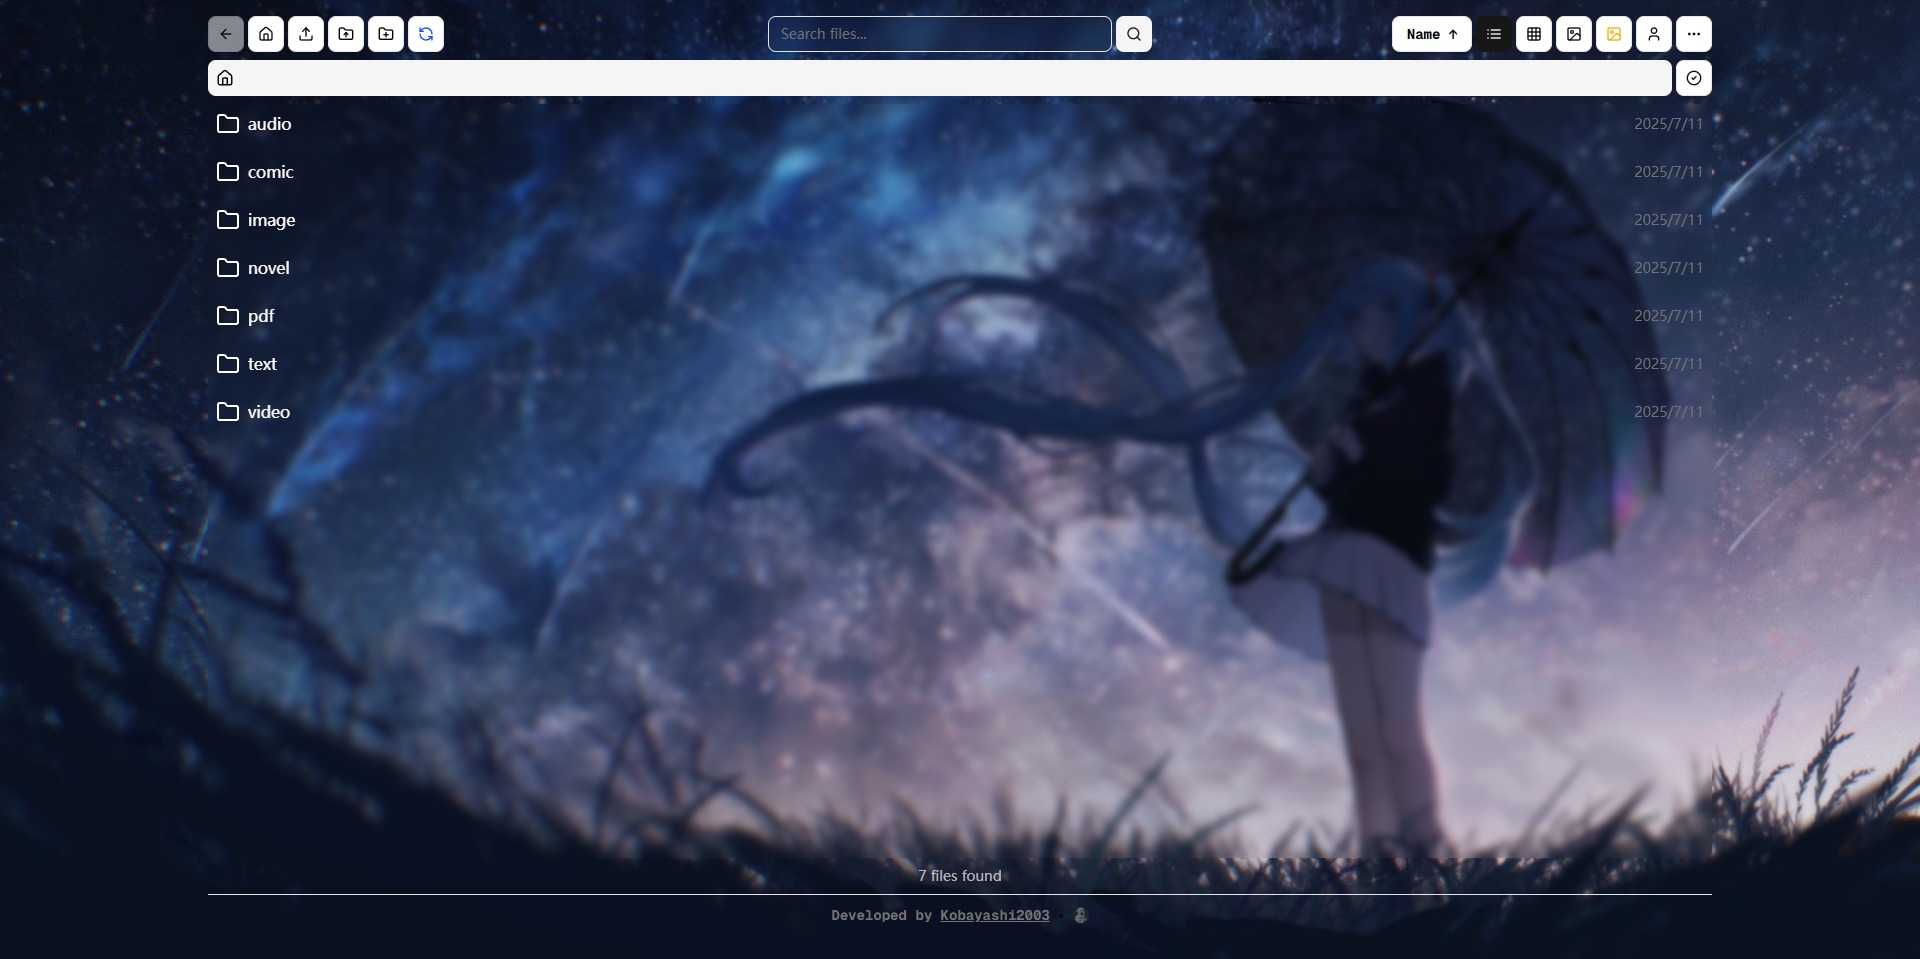 Search files...
Name ↑
audio 2025/7/11
comic 2025/7/11
image 2025/7/11
novel 2025/7/11
pdf 2025/7/11
text 2025/7/11
video 2025/7/11
7 files found
Developed by Kobayashi2003